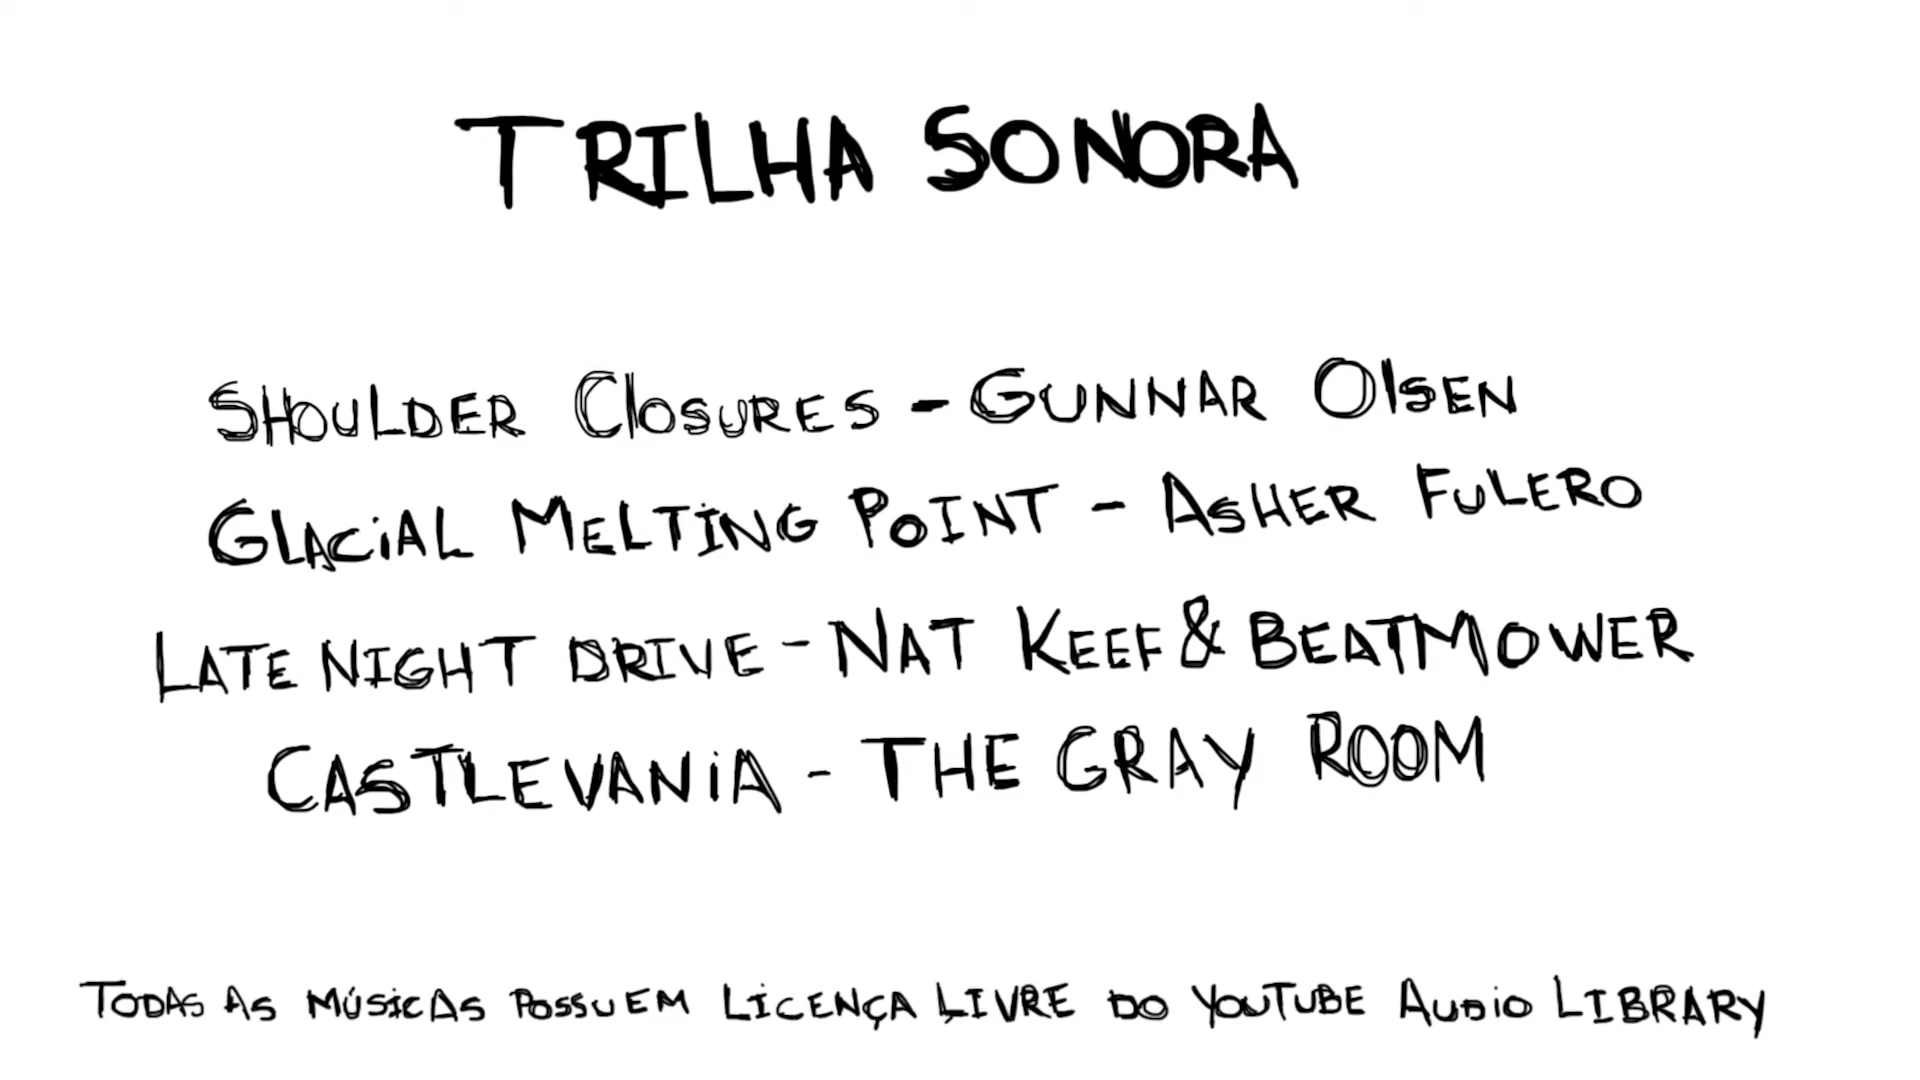 TRILHA SONORA
SHOULDER CLOSURES - GUNNAR OLSEN
GLACIAL MELTING POINT - ASHER FULERO
LATE NIGHT DRIVE - NAT KEEF & BEATMOWER
CASTLEVANIA - THE GRAY ROOM
TODAS AS MÚSICAS POSSUEM LICENÇA LIVRE DO YOUTUBE AUDIO LIBRARY